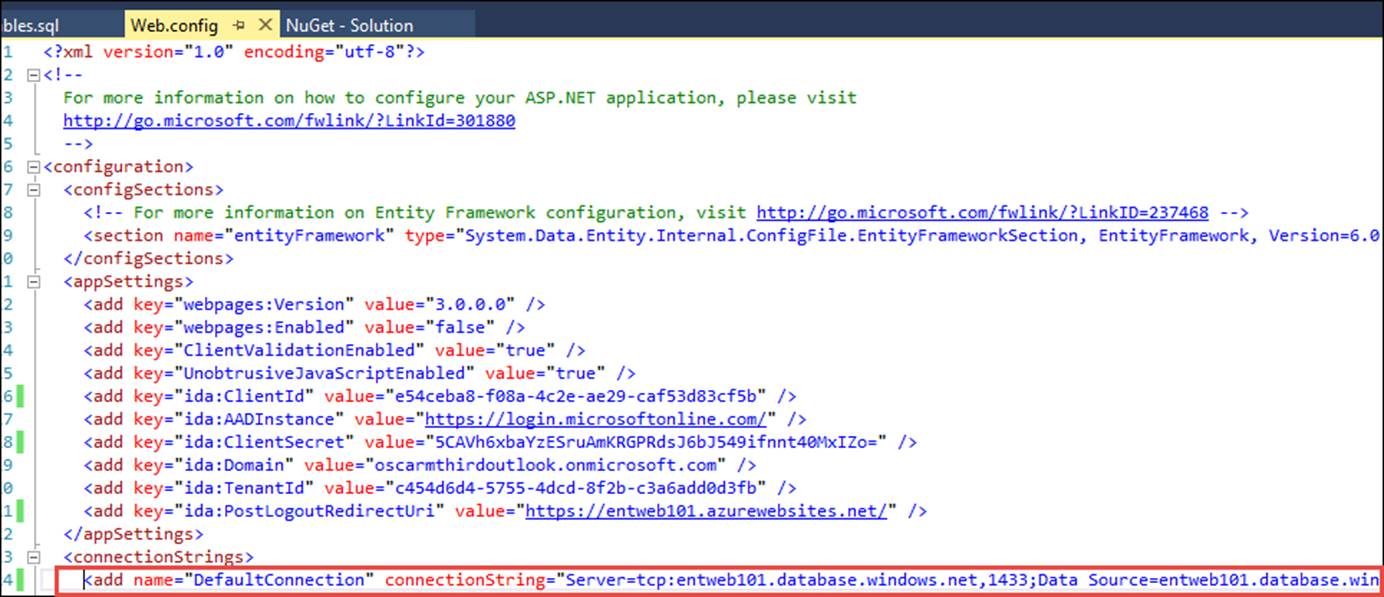 bles.sql Web.config NuGet - Solution
1 <?xml version="1.0" encoding="utf-8"?>
2 <!--
3 For more information on how to configure your ASP.NET application, please visit
4 http://go.microsoft.com/fwlink/?LinkId=301880
5 -->
6 <configuration>
7 <configSections>
8 <!-- For more information on Entity Framework configuration, visit http://go.microsoft.com/fwlink/?LinkID=237468 -->
9 <section name="entityFramework" type="System.Data.Entity.Internal.ConfigFile.EntityFrameworkSection, EntityFramework, Version=6.0
0 </configSections>
1 <appSettings>
2 <add key="webpages:Version" value="3.0.0.0" />
3 <add key="webpages:Enabled" value="false" />
4 <add key="ClientValidationEnabled" value="true" />
5 <add key="UnobtrusiveJavaScriptEnabled" value="true" />
6 <add key="ida:ClientId" value="e54ceba8-f08a-4c2e-ae29-caf53d83cf5b" />
7 <add key="ida:AADInstance" value="https://login.microsoftonline.com/" />
8 <add key="ida:ClientSecret" value="5CAVh6xbaYzESruAmKRGPRdsJ6bJ549ifnnt40MxIZo=" />
9 <add key="ida:Domain" value="oscarmthirdoutlook.onmicrosoft.com" />
0 <add key="ida:TenantId" value="c454d6d4-5755-4dcd-8f2b-c3a6add0d3fb" />
1 <add key="ida:PostLogoutRedirectUri" value="https://entweb101.azurewebsites.net/" />
2 </appSettings>
3 <connectionStrings>
4 <add name="DefaultConnection" connectionString="Server=tcp:entweb101.database.windows.net,1433;Data Source=entweb101.database.win